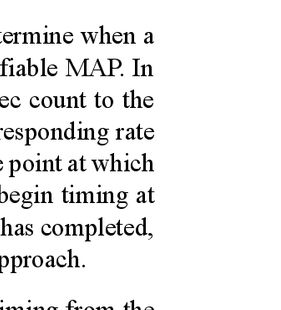 termine when a
fiable MAP. In
ec count to the
responding rate
point at which
begin timing at
has completed,
pproach.
iming from the